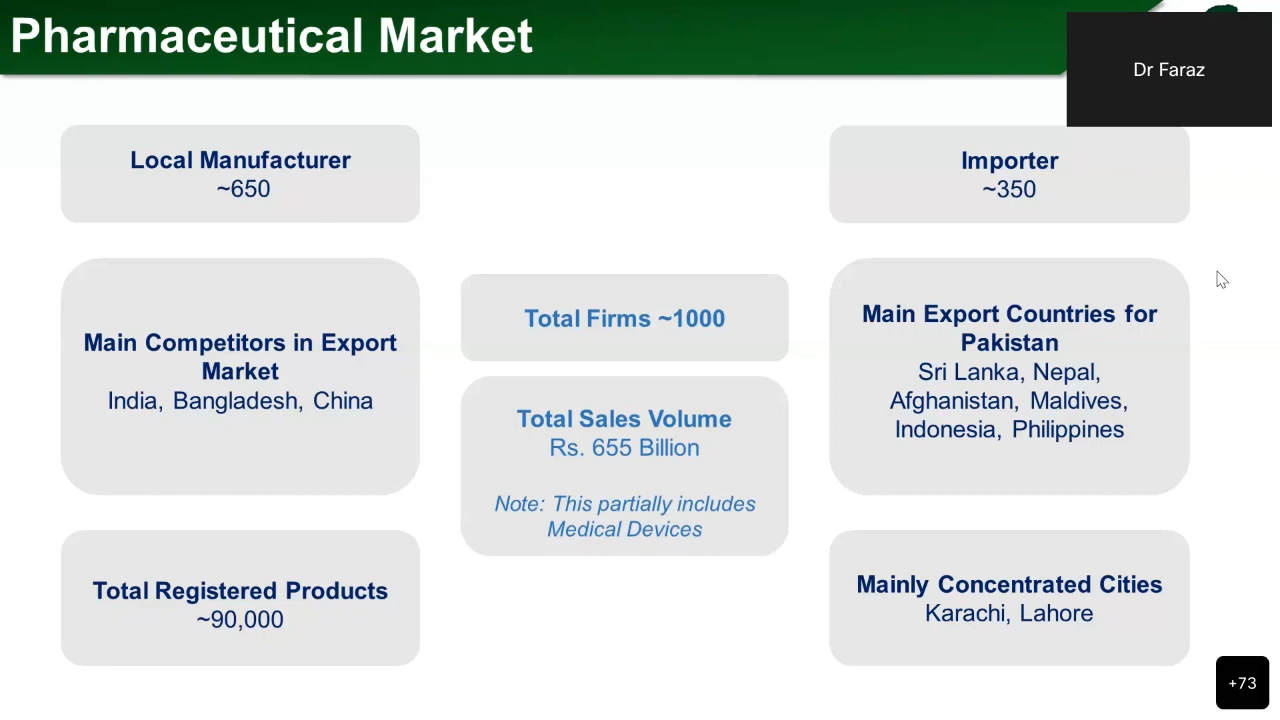 Pharmaceutical Market
Dr Faraz
Local Manufacturer
~650
Importer
~350
Main Competitors in Export
Market
India, Bangladesh, China
Total Firms ~1000
Total Sales Volume
Rs. 655 Billion
Note: This partially includes
Medical Devices
Main Export Countries for
Pakistan
Sri Lanka, Nepal,
Afghanistan, Maldives,
Indonesia, Philippines
Total Registered Products
~90,000
Mainly Concentrated Cities
Karachi, Lahore
+73